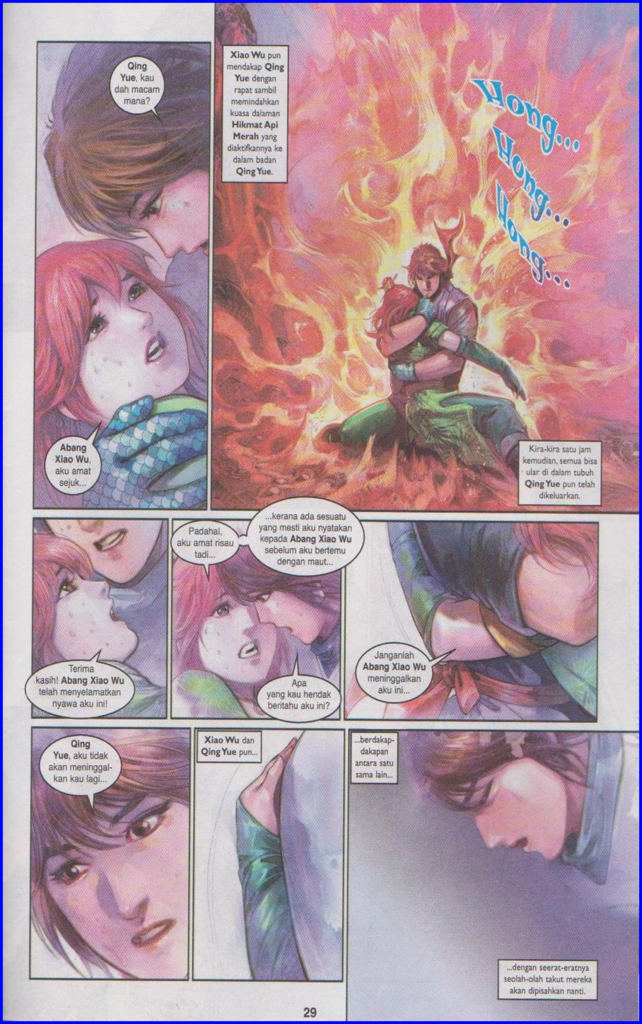 Qing
Yue, kau
dah macam
mana?
Abang
Xiao Wu,
aku amat
sejuk...
Xiao Wu pun
mendakap Qing
Yue dengan
rapat sambil
memindahkan
kuasa dalaman
Hikmat Api
Merah yang
diaktifkannya ke
dalam badan
Qing Yue.
Hong...
Hong...
Hong...
Kira-kira satu jam
kemudian, semua bisa
ular di dalam tubuh
Qing Yue pun telah
dikeluarkan.
Terima
kasih! Abang Xiao Wu
telah menyelamatkan
nyawa aku ini!
Padahal,
aku amat risau
tadi...
...kerana ada sesuatu
yang mesti aku nyatakan
kepada Abang Xiao Wu
sebelum aku bertemu
dengan maut...
Apa
yang kau hendak
beritahu aku ini?
Janganlah
Abang Xiao Wu
meninggalkan
aku ini...
Qing
Yue, aku tidak
akan meninggal-
kan kau lagi...
Xiao Wu dan
Qing Yue pun...
...berdakap-
dakapan
antara satu
sama lain...
...dengan seerat-eratnya
seolah-olah takut mereka
akan dipisahkan nanti.
29